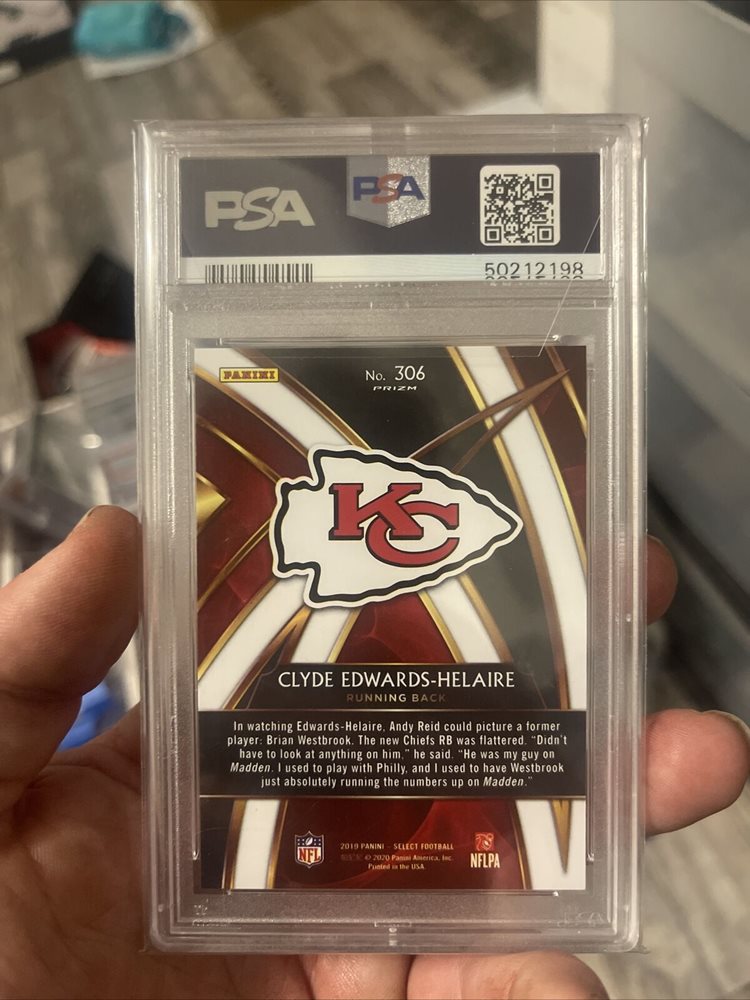 PSA
PSA
50212198
PANINI
No. 306
PRIZM
KC
CLYDE EDWARDS-HELAIRE
RUNNING BACK
In watching Edwards-Helaire, Andy Reid could picture a former
player: Brian Westbrook. The new Chiefs RB was flattered. "Didn't
have to look at anything on him," he said. "He was my guy on
Madden. I used to play with Philly, and I used to have Westbrook
just absolutely running the numbers up on Madden."
NFL
2019 PANINI - SELECT FOOTBALL
© 2020 Panini America, Inc.
Printed in the USA.
NFLPA